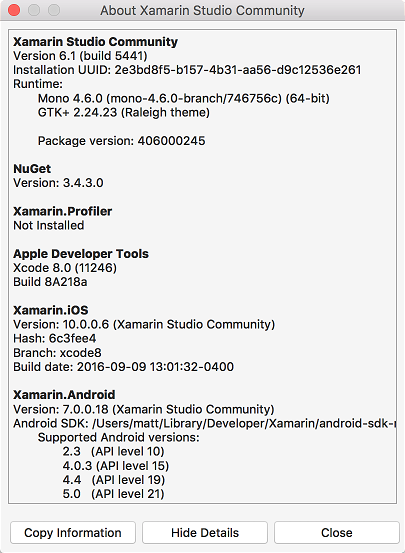 About Xamarin Studio Community
Xamarin Studio Community
Version 6.1 (build 5441)
Installation UUID: 2e3bd8f5-b157-4b31-aa56-d9c12536e261
Runtime:
Mono 4.6.0 (mono-4.6.0-branch/746756c) (64-bit)
GTK+ 2.24.23 (Raleigh theme)
Package version: 406000245
NuGet
Version: 3.4.3.0
Xamarin.Profiler
Not Installed
Apple Developer Tools
Xcode 8.0 (11246)
Build 8A218a
Xamarin.iOS
Version: 10.0.0.6 (Xamarin Studio Community)
Hash: 6c3fee4
Branch: xcode8
Build date: 2016-09-09 13:01:32-0400
Xamarin.Android
Version: 7.0.0.18 (Xamarin Studio Community)
Android SDK: /Users/matt/Library/Developer/Xamarin/android-sdk-
Supported Android versions:
2.3 (API level 10)
4.0.3 (API level 15)
4.4 (API level 19)
5.0 (API level 21)
Copy Information Hide Details Close